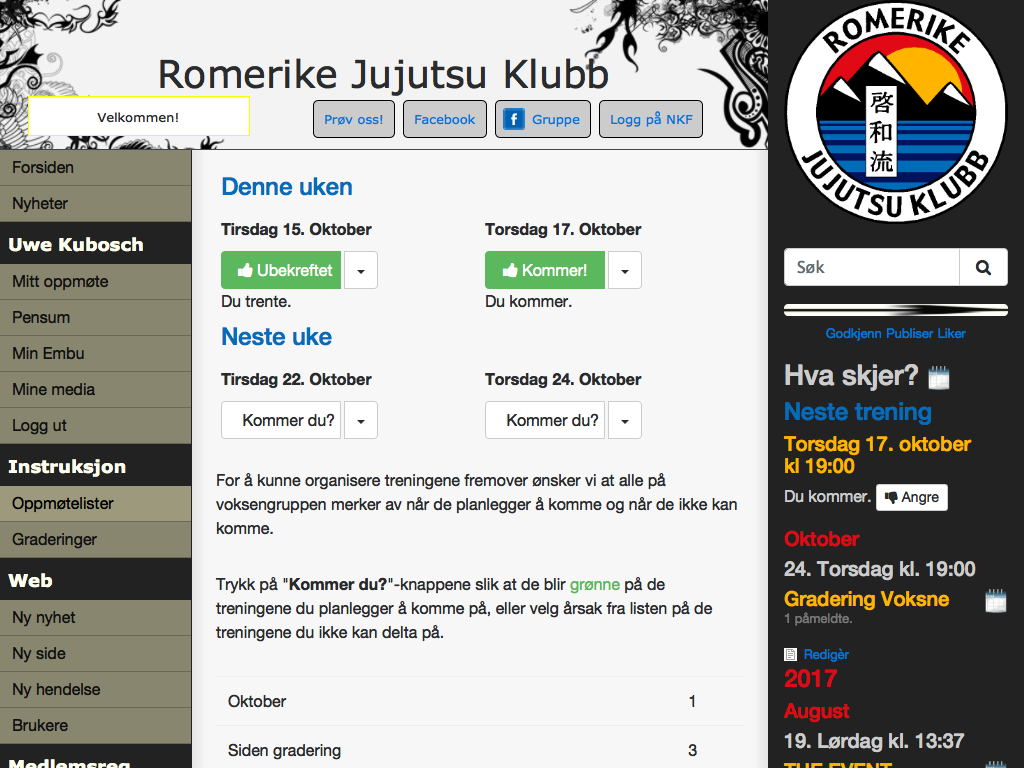 Romerike Jujutsu Klubb
Velkommen!
Prøv oss!
Facebook
Gruppe
Logg på NKF
Forsiden
Nyheter
Uwe Kubosch
Mitt oppmøte
Pensum
Min Embu
Mine media
Logg ut
Instruksjon
Oppmøtelister
Graderinger
Web
Ny nyhet
Ny side
Ny hendelse
Brukere
Medlemsreg
Denne uken
Tirsdag 15. Oktober
Torsdag 17. Oktober
Ubekreftet
Kommer!
Du trente.
Du kommer.
Neste uke
Tirsdag 22. Oktober
Torsdag 24. Oktober
Kommer du?
Kommer du?
For å kunne organisere treningene fremover ønsker vi at alle på
voksengruppen merker av når de planlegger å komme og når de ikke kan
komme.
Trykk på "Kommer du?"-knappene slik at de blir grønne på de
treningene du planlegger å komme på, eller velg årsak fra listen på de
treningene du ikke kan delta på.
Oktober 1
Siden gradering 3
ROMERIKE
啓和流
JUJUTSU KLUBB
Søk
Godkjenn Publiser Liker
Hva skjer?
Neste trening
Torsdag 17. oktober
kl 19:00
Du kommer. Angre
Oktober
24. Torsdag kl. 19:00
Gradering Voksne
1 påmeldte.
Redigèr
2017
August
19. Lørdag kl. 13:37
THE EVENT